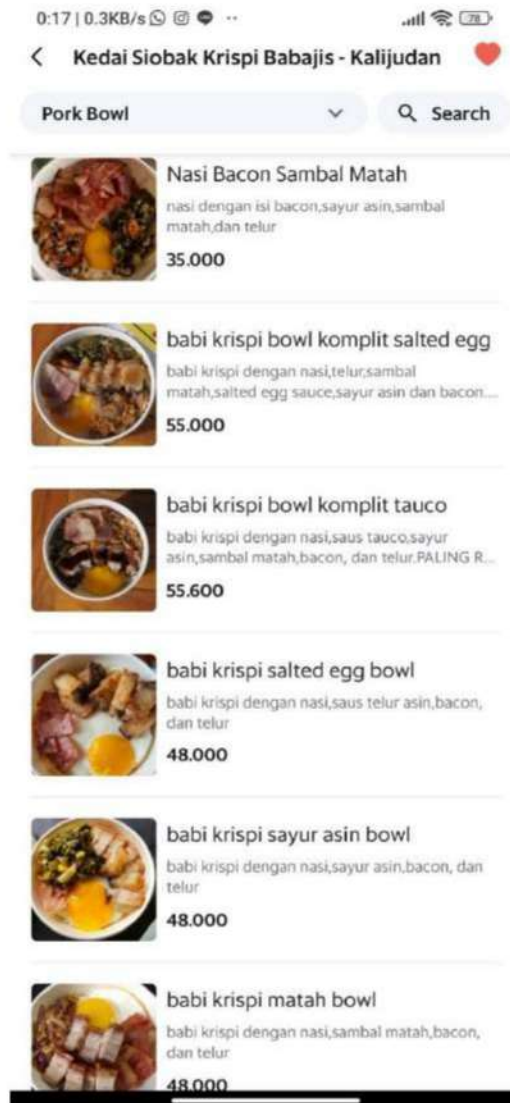 0:17 | 0.3KB/s
78
Kedai Siobak Krispi Babajis - Kalijudan
Pork Bowl
Search
Nasi Bacon Sambal Matah
nasi dengan isi bacon,sayur asin,sambal
matah,dan telur
35.000
babi krispi bowl komplit salted egg
babi krispi dengan nasi,telur,sambal
matah,salted egg sauce,sayur asin dan bacon....
55.000
babi krispi bowl komplit tauco
babi krispi dengan nasi,saus tauco,sayur
asin,sambal matah,bacon, dan telur.PALING R...
55.600
babi krispi salted egg bowl
babi krispi dengan nasi,saus telur asin,bacon,
dan telur
48.000
babi krispi sayur asin bowl
babi krispi dengan nasi,sayur asin,bacon, dan
telur
48.000
babi krispi matah bowl
babi krispi dengan nasi,sambal matah,bacon,
dan telur
48.000